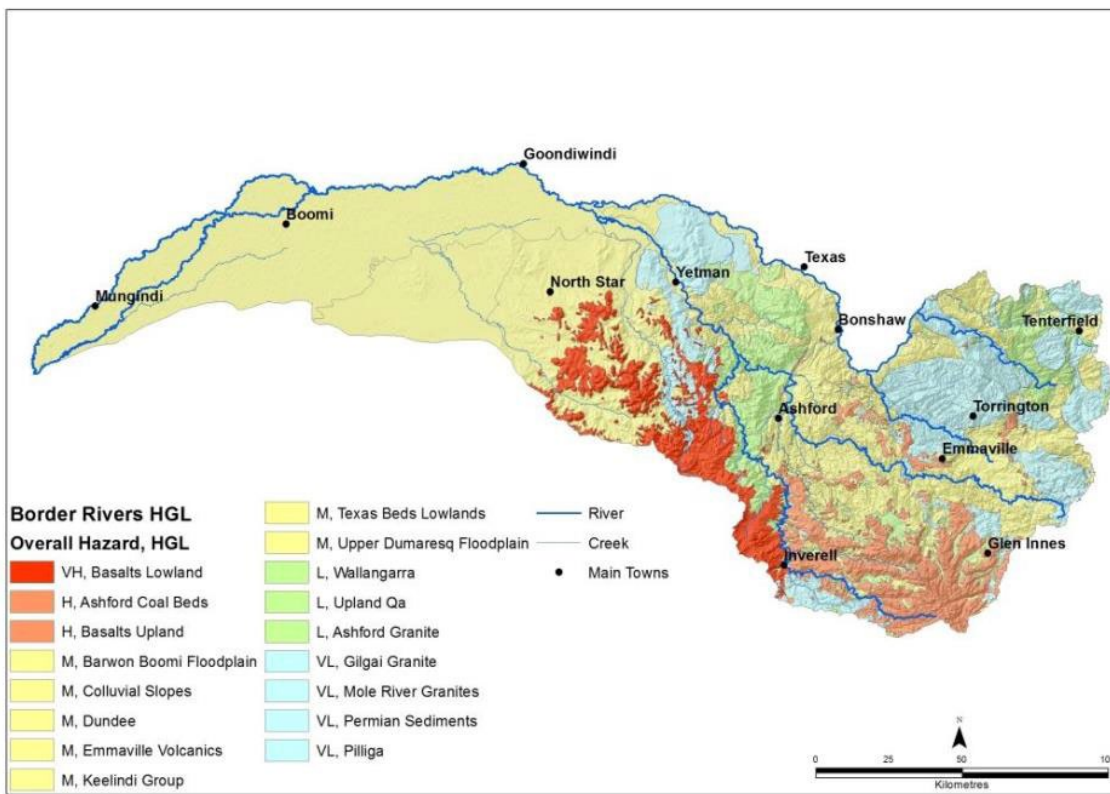 Goondiwindi
Boomi
Texas
Yetman
North Star
Mungindi
Bonshaw
Tenterfield
Ashford
Torrington
Emmaville
Glen Innes
Inverell
Border Rivers HGL
Overall Hazard, HGL
VH, Basalts Lowland
H, Ashford Coal Beds
H, Basalts Upland
M, Barwon Boomi Floodplain
M, Colluvial Slopes
M, Dundee
M, Emmaville Volcanics
M, Keelindi Group
M, Texas Beds Lowlands
M, Upper Dumaresq Floodplain
L, Wallangarra
L, Upland Qa
L, Ashford Granite
VL, Gilgai Granite
VL, Mole River Granites
VL, Permian Sediments
VL, Pilliga
River
Creek
Main Towns
N
0 25 50 10
Kilometres